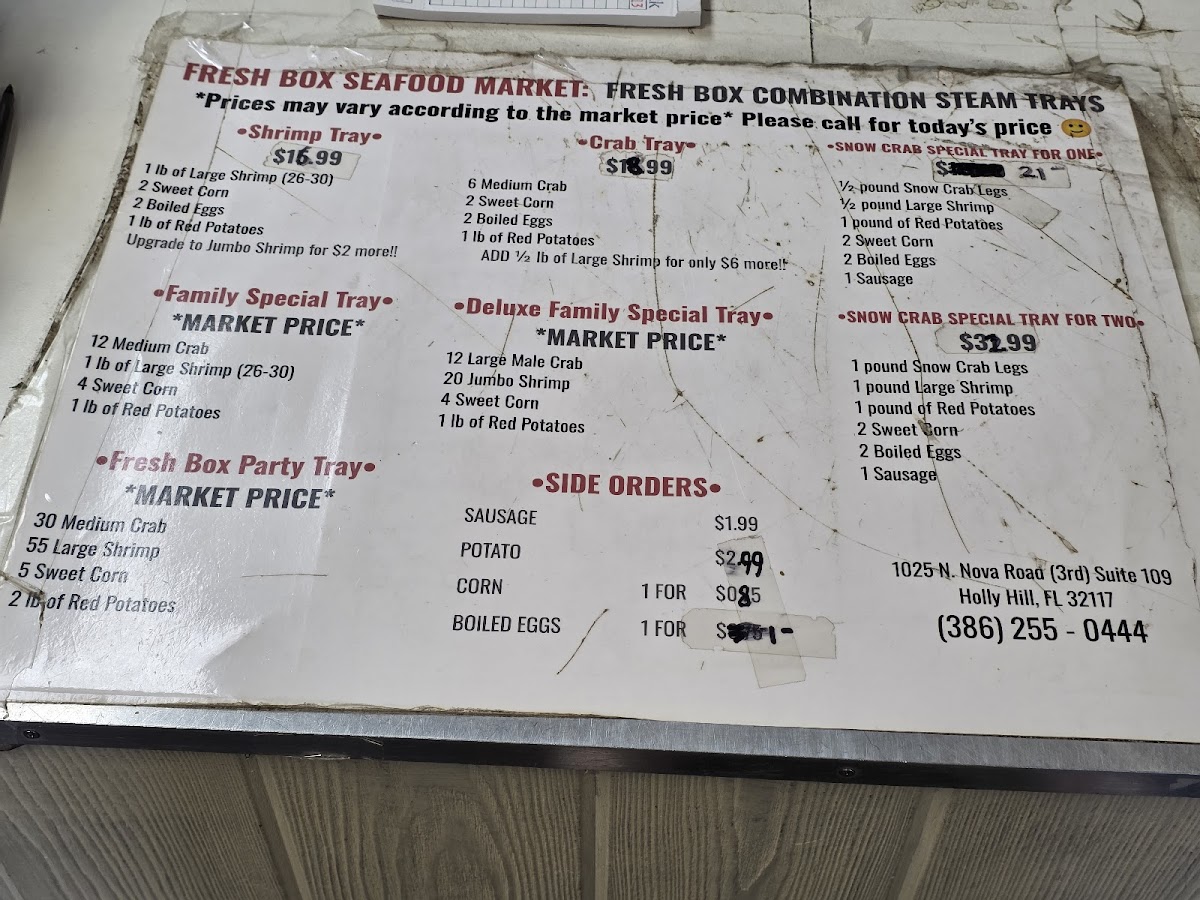 FRESH BOX SEAFOOD MARKET: FRESH BOX COMBINATION STEAM TRAYS
*Prices may vary according to the market price* Please call for today's price 🙂
•Shrimp Tray•
$16.99
1 lb of Large Shrimp (26-30)
2 Sweet Corn
2 Boiled Eggs
1 lb of Red Potatoes
Upgrade to Jumbo Shrimp for $2 more!!
•Crab Tray•
$18.99
6 Medium Crab
2 Sweet Corn
2 Boiled Eggs
1 lb of Red Potatoes
ADD ½ lb of Large Shrimp for only $6 more!!
•SNOW CRAB SPECIAL TRAY FOR ONE•
$ 21-
½ pound Snow Crab Legs
½ pound Large Shrimp
1 pound of Red Potatoes
2 Sweet Corn
2 Boiled Eggs
1 Sausage
•Family Special Tray•
*MARKET PRICE*
12 Medium Crab
1 lb of Large Shrimp (26-30)
4 Sweet Corn
1 lb of Red Potatoes
•Deluxe Family Special Tray•
*MARKET PRICE*
12 Large Male Crab
20 Jumbo Shrimp
4 Sweet Corn
1 lb of Red Potatoes
•SNOW CRAB SPECIAL TRAY FOR TWO•
$32.99
1 pound Snow Crab Legs
1 pound Large Shrimp
1 pound of Red Potatoes
2 Sweet Corn
2 Boiled Eggs
1 Sausage
•Fresh Box Party Tray•
*MARKET PRICE*
30 Medium Crab
55 Large Shrimp
5 Sweet Corn
2 lb of Red Potatoes
•SIDE ORDERS•
SAUSAGE $1.99
POTATO $2.99
CORN 1 FOR $0.85
BOILED EGGS 1 FOR $ 1-
1025 N. Nova Road (3rd) Suite 109
Holly Hill, FL 32117
(386) 255 - 0444